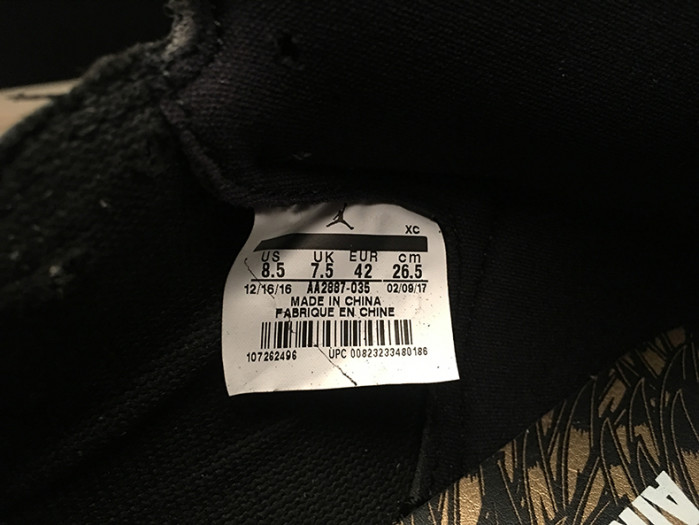 XC
US UK EUR cm
8.5 7.5 42 26.5
12/16/16 AA2887-035 02/09/17
MADE IN CHINA
FABRIQUE EN CHINE
107262496 UPC 00823233480186
AI